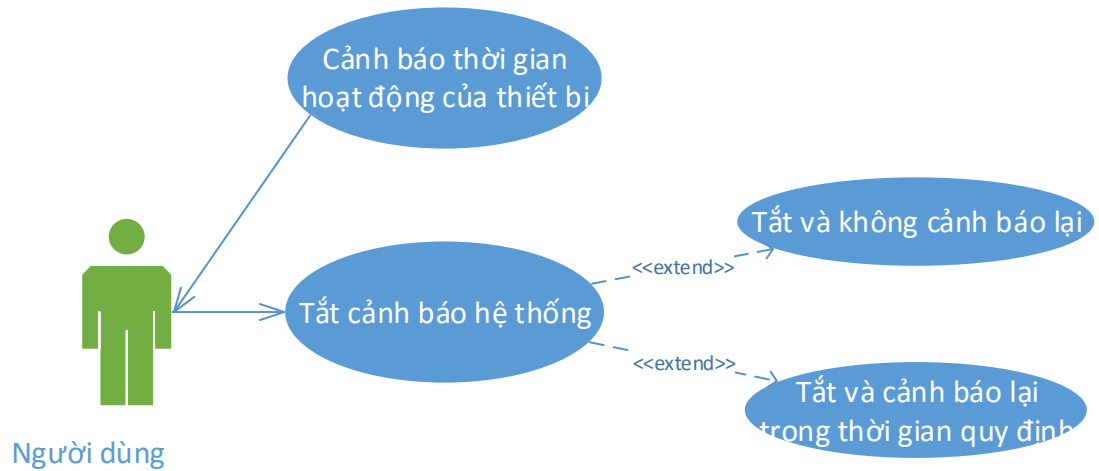 Cảnh báo thời gian
hoạt động của thiết bị
Tắt và không cảnh báo lại
<<extend>>
Tắt cảnh báo hệ thống
<<extend>>
Tắt và cảnh báo lại
trong thời gian quy định
Người dùng